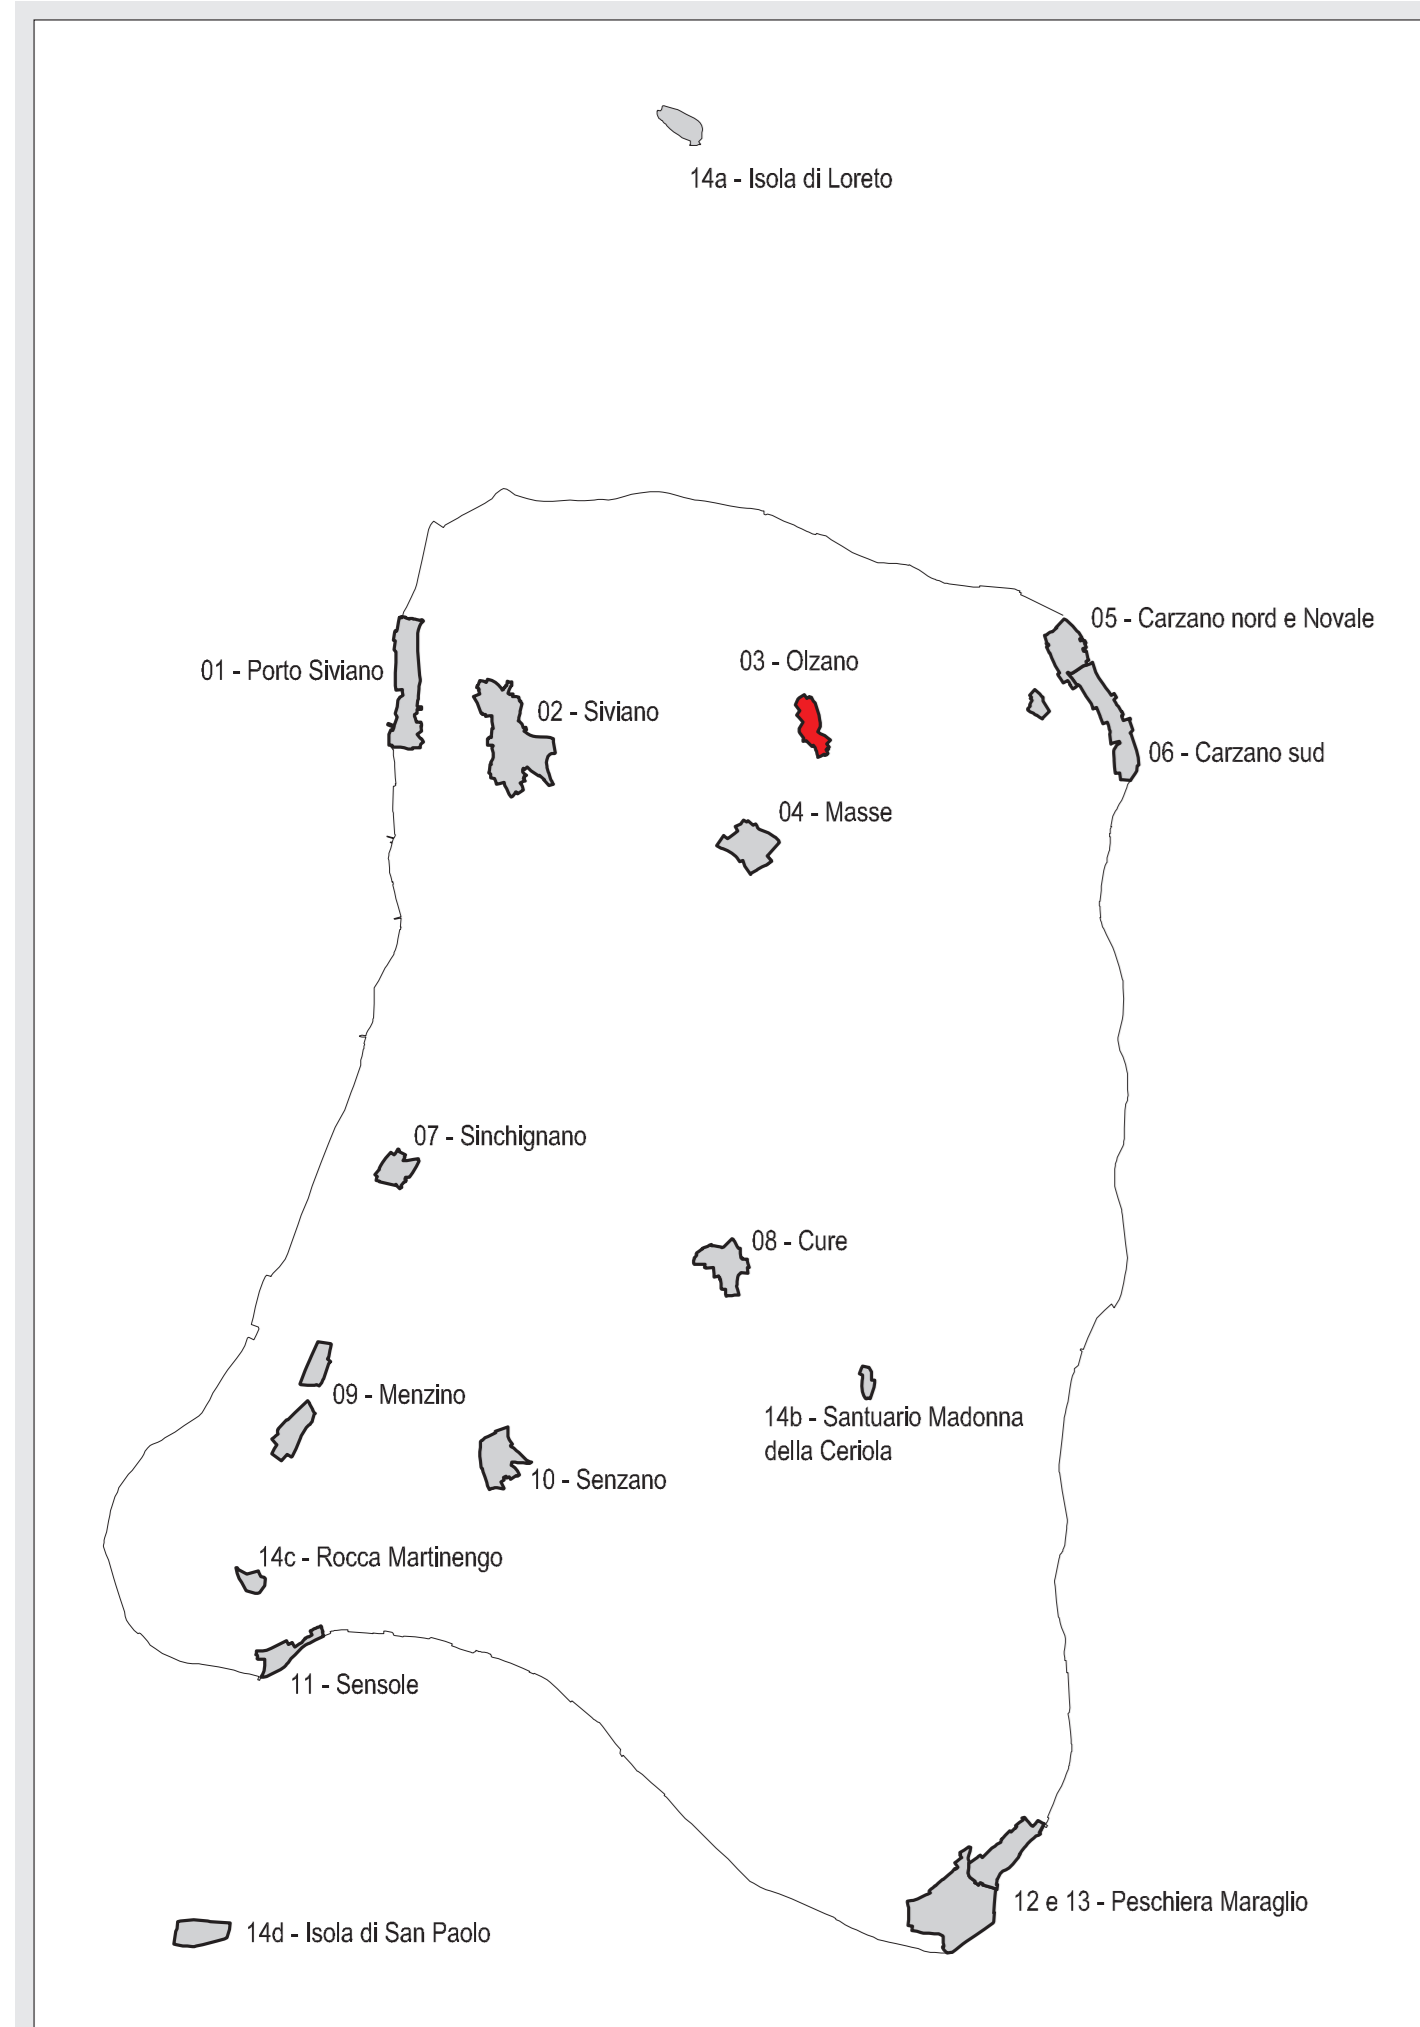 14a - Isola di Loreto
05 - Carzano nord e Novale
03 - Olzano
01 - Porto Siviano
02 - Siviano
06 - Carzano sud
04 - Masse
07 - Sinchignano
08 - Cure
09 - Menzino
14b - Santuario Madonna
della Ceriola
10 - Senzano
14c - Rocca Martinengo
11 - Sensole
12 e 13 - Peschiera Maraglio
14d - Isola di San Paolo